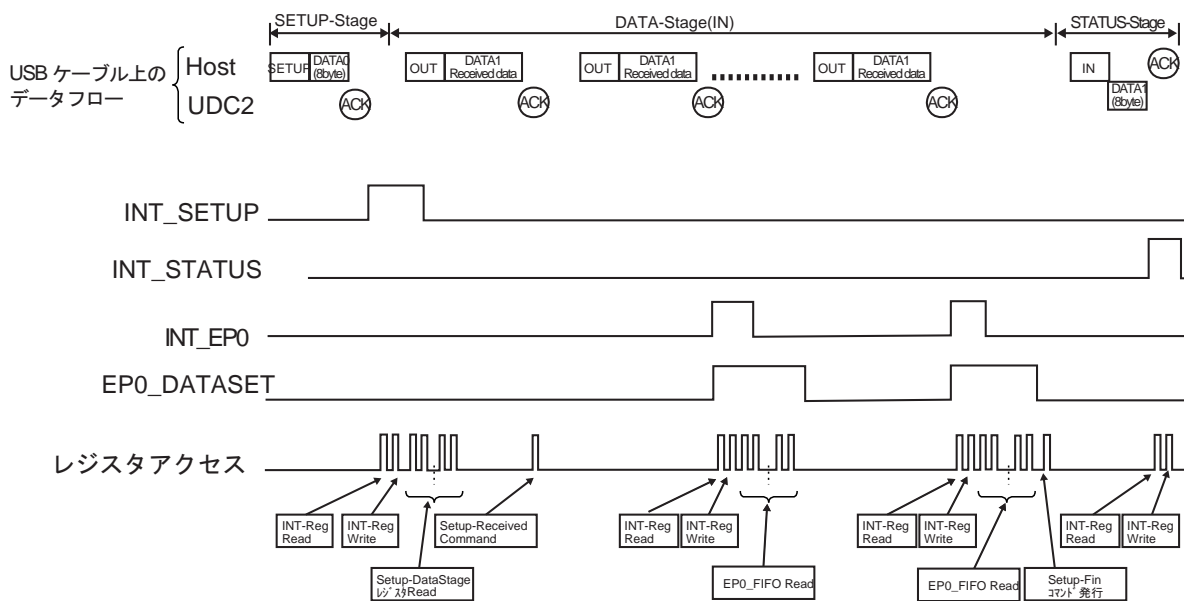 SETUP-Stage
DATA-Stage(IN)
STATUS-Stage
USB ケーブル上の
データフロー
Host
UDC2
SETUP
DATA0
(8byte)
ACK
OUT
DATA1
Received data
ACK
OUT
DATA1
Received data
ACK
OUT
DATA1
Received data
ACK
IN
DATA1
(8byte)
ACK
INT_SETUP
INT_STATUS
INT_EP0
EP0_DATASET
レジスタアクセス
INT-Reg
Read
INT-Reg
Write
Setup-Received
Command
INT-Reg
Read
INT-Reg
Write
INT-Reg
Read
INT-Reg
Write
INT-Reg
Read
INT-Reg
Write
Setup-DataStage
レジスタRead
EP0_FIFO Read
EP0_FIFO Read
Setup-Fin
コマンド 発行